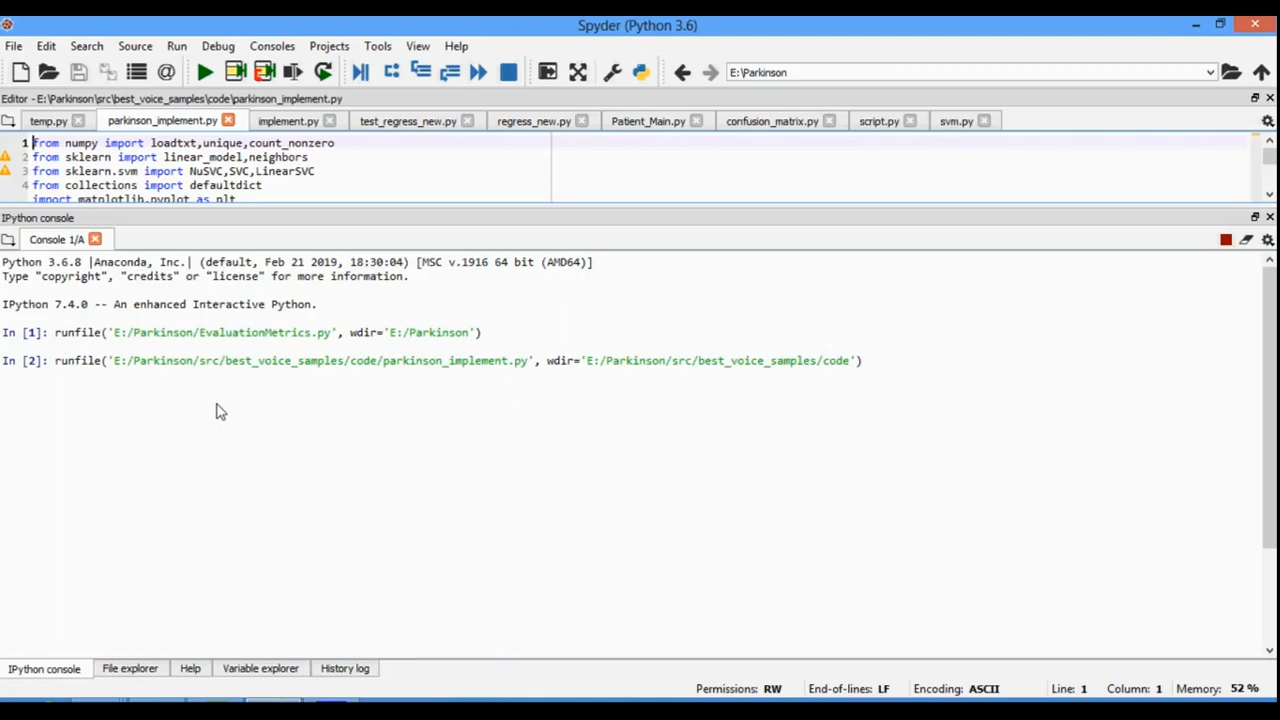 Spyder (Python 3.6)
File Edit Search Source Run Debug Consoles Projects Tools View Help
E:\Parkinson
Editor - E:\Parkinson\src\best_voice_samples\code\parkinson_implement.py
temp.py parkinson_implement.py implement.py test_regress_new.py regress_new.py Patient_Main.py confusion_matrix.py script.py svm.py
1 from numpy import loadtxt,unique,count_nonzero
2 from sklearn import linear_model,neighbors
3 from sklearn.svm import NuSVC,SVC,LinearSVC
4 from collections import defaultdict
import matplotlib.pyplot as plt
IPython console
Console 1/A
Python 3.6.8 |Anaconda, Inc.| (default, Feb 21 2019, 18:30:04) [MSC v.1916 64 bit (AMD64)]
Type "copyright", "credits" or "license" for more information.
IPython 7.4.0 -- An enhanced Interactive Python.
In [1]: runfile('E:/Parkinson/EvaluationMetrics.py', wdir='E:/Parkinson')
In [2]: runfile('E:/Parkinson/src/best_voice_samples/code/parkinson_implement.py', wdir='E:/Parkinson/src/best_voice_samples/code')
IPython console File explorer Help Variable explorer History log
Permissions: RW End-of-lines: LF Encoding: ASCII Line: 1 Column: 1 Memory: 52 %